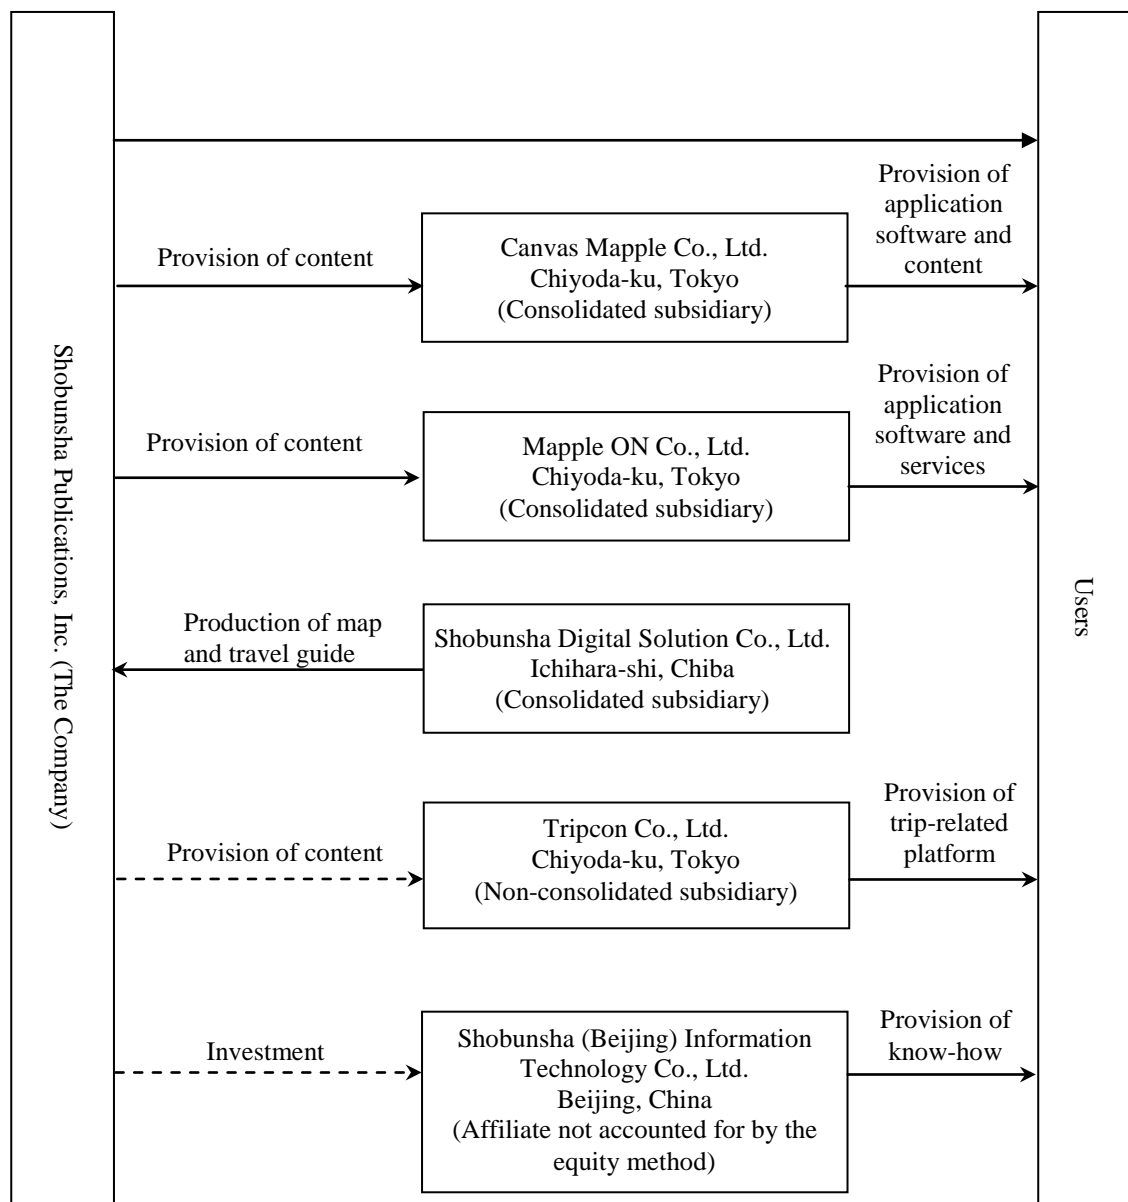 Shobunsha Publications, Inc. (The Company)
Provision of
application
software and
content
Provision of content
Canvas Mapple Co., Ltd.
Chiyoda-ku, Tokyo
(Consolidated subsidiary)
Provision of
application
software and
services
Provision of content
Mapple ON Co., Ltd.
Chiyoda-ku, Tokyo
(Consolidated subsidiary)
Users
Production of map
and travel guide
Shobunsha Digital Solution Co., Ltd.
Ichihara-shi, Chiba
(Consolidated subsidiary)
Provision of
trip-related
platform
Provision of content
Tripcon Co., Ltd.
Chiyoda-ku, Tokyo
(Non-consolidated subsidiary)
Investment
Shobunsha (Beijing) Information
Technology Co., Ltd.
Beijing, China
(Affiliate not accounted for by the
equity method)
Provision of
know-how